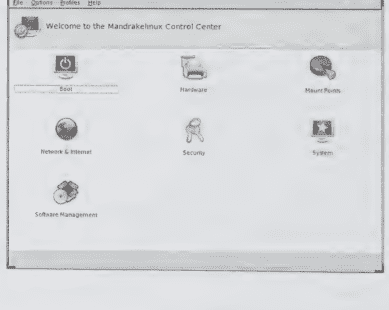 File Options Profiles Help
Welcome to the Mandrakelinux Control Center
Boot
Hardware
Mount Points
Network & Internet
Security
System
Software Management